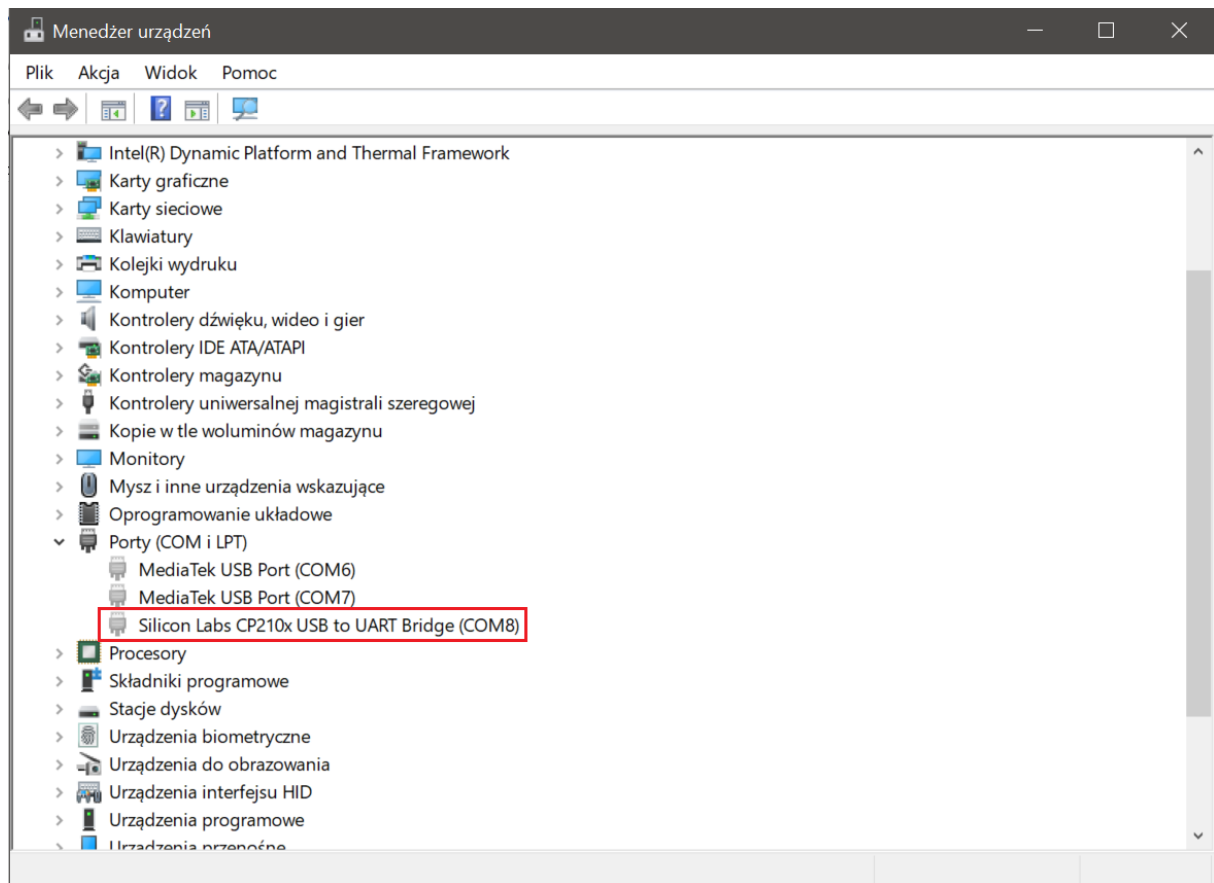 Menedżer urządzeń
Plik Akcja Widok Pomoc
Intel(R) Dynamic Platform and Thermal Framework
Karty graficzne
Karty sieciowe
Klawiatury
Kolejki wydruku
Komputer
Kontrolery dźwięku, wideo i gier
Kontrolery IDE ATA/ATAPI
Kontrolery magazynu
Kontrolery uniwersalnej magistrali szeregowej
Kopie w tle woluminów magazynu
Monitory
Mysz i inne urządzenia wskazujące
Oprogramowanie układowe
Porty (COM i LPT)
MediaTek USB Port (COM6)
MediaTek USB Port (COM7)
Silicon Labs CP210x USB to UART Bridge (COM8)
Procesory
Składniki programowe
Stacje dysków
Urządzenia biometryczne
Urządzenia do obrazowania
Urządzenia interfejsu HID
Urządzenia programowe
Urządzenia przenośne